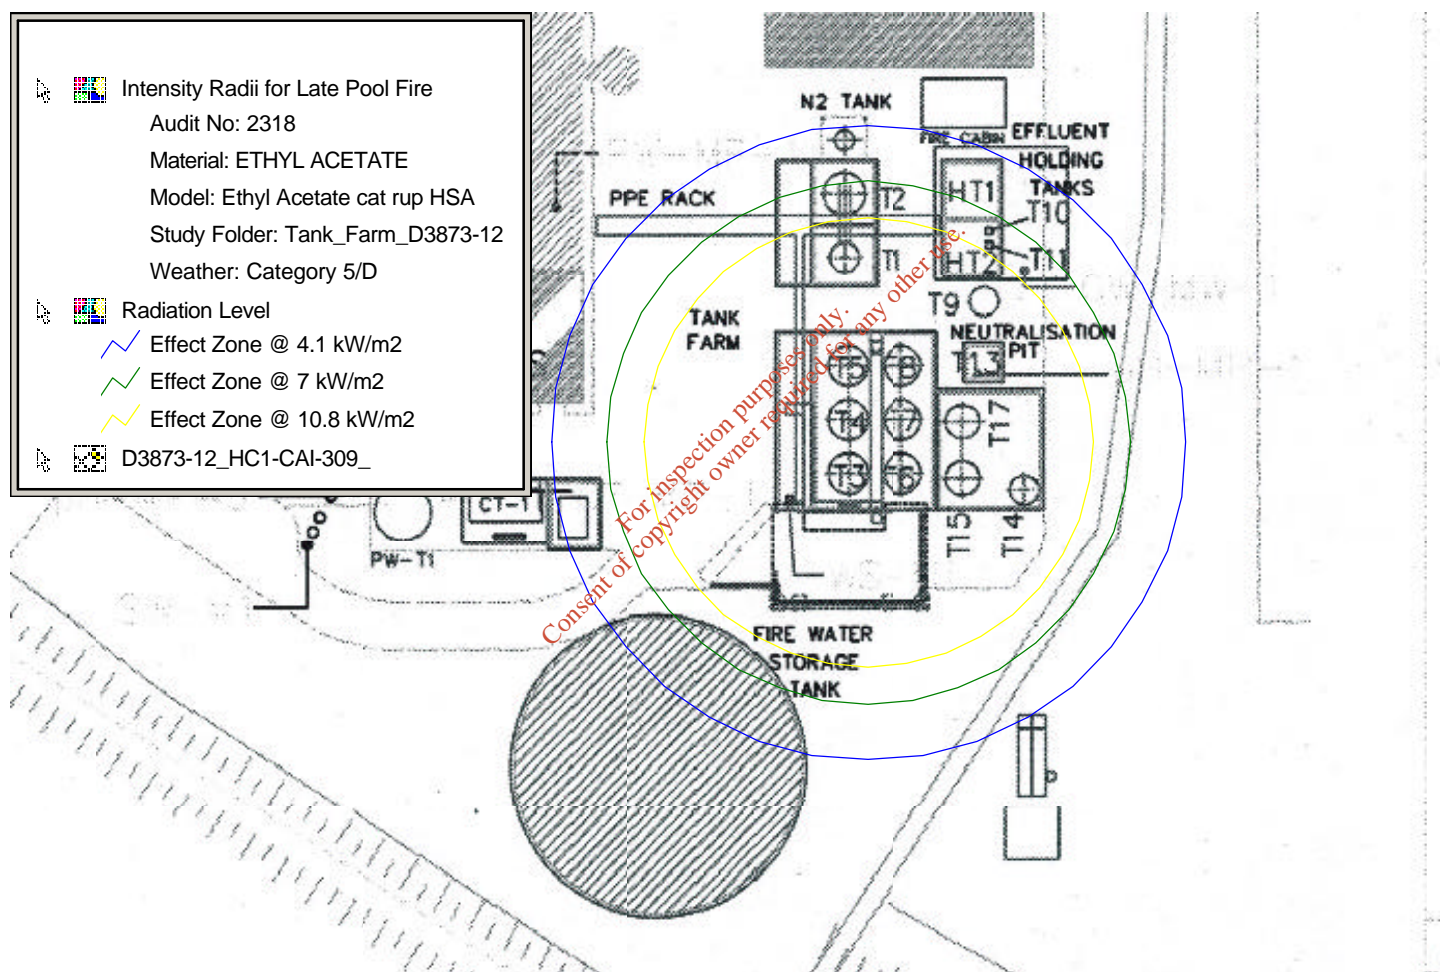 Intensity Radii for Late Pool Fire
Audit No: 2318
Material: ETHYL ACETATE
Model: Ethyl Acetate cat rup HSA
Study Folder: Tank_Farm_D3873-12
Weather: Category 5/D
Radiation Level
Effect Zone @ 4.1 kW/m2
Effect Zone @ 7 kW/m2
Effect Zone @ 10.8 kW/m2
D3873-12_HC1-CAI-309_
N2 TANK
FIRE CABIN
EFFLUENT
HOLDING
TANKS
HT1
T10
T2
PPE RACK
T1
HT2
T11
T9
TANK
FARM
NEUTRALISATION
PIT
T13
T5
T8
T4
T7
T3
T6
T17
T15
T14
CT-1
PW-T1
FIRE WATER
STORAGE
TANK
For inspection purposes only.
Consent of copyright owner required for any other use.